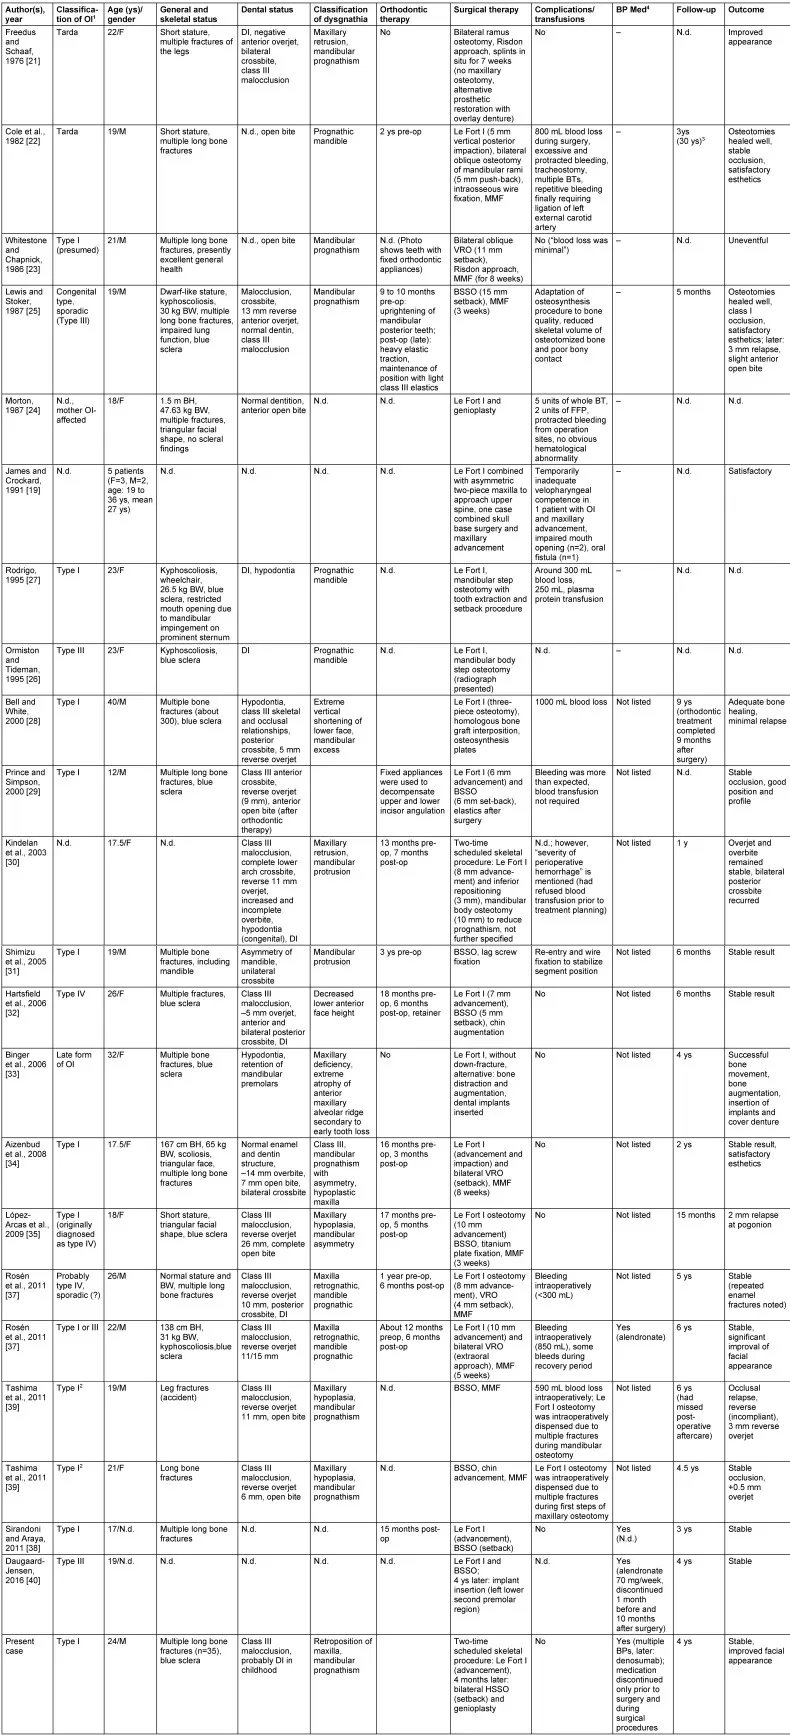 Author(s),
year
Classifica-
tion of OI1
Age (ys)/
gender
General and
skeletal status
Dental status
Classification
of dysgnathia
Orthodontic
therapy
Surgical therapy
Complications/
transfusions
BP Med4
Follow-up
Outcome
Freedus
and
Schaaf,
1976 [21]
Tarda
22/F
Short stature,
multiple fractures of
the legs
DI, negative
anterior overjet,
bilateral
crossbite,
class III
malocclusion
Maxillary
retrusion,
mandibular
prognathism
No
Bilateral ramus
osteotomy, Risdon
approach, splints in
situ for 7 weeks
(no maxillary
osteotomy,
alternative
prosthetic
restoration with
overlay denture)
No
–
N.d.
Improved
appearance
Cole et al.,
1982 [22]
Tarda
19/M
Short stature,
multiple long bone
fractures
N.d., open bite
Prognathic
mandible
2 ys pre-op
Le Fort I (5 mm
vertical posterior
impaction), bilateral
oblique osteotomy
of mandibular rami
(5 mm push-back),
intraosseous wire
fixation, MMF
800 mL blood loss
during surgery,
excessive and
protracted bleeding,
tracheostomy,
multiple BTs,
repetitive bleeding
finally requiring
ligation of left
external carotid
artery
–
3ys
(30 ys)3
Osteotomies
healed well,
stable
occlusion,
satisfactory
esthetics
Whitestone
and
Chapnick,
1986 [23]
Type I
(presumed)
21/M
Multiple long bone
fractures, presently
excellent general
health
N.d., open bite
Mandibular
prognathism
N.d. (Photo
shows teeth with
fixed orthodontic
appliances)
Bilateral oblique
VRO (11 mm
setback),
Risdon approach,
MMF (for 8 weeks)
No (“blood loss was
minimal”)
–
N.d.
Uneventful
Lewis and
Stoker,
1987 [25]
Congenital
type,
sporadic
(Type III)
19/M
Dwarf-like stature,
kyphoscoliosis,
30 kg BW, multiple
long bone fractures,
impaired lung
function, blue
sclera
Malocclusion,
crossbite,
13 mm reverse
anterior overjet,
normal dentin,
class III
malocclusion
Mandibular
prognathism
9 to 10 months
pre-op:
uprightening of
mandibular
posterior teeth;
post-op (late):
heavy elastic
traction,
maintenance of
position with light
class III elastics
BSSO (15 mm
setback), MMF
(3 weeks)
Adaptation of
osteosynthesis
procedure to bone
quality, reduced
skeletal volume of
osteotomized bone
and poor bony
contact
–
5 months
Osteotomies
healed well,
class I
occlusion,
satisfactory
esthetics; later:
3 mm relapse,
slight anterior
open bite
Morton,
1987 [24]
N.d.,
mother OI-
affected
18/F
1.5 m BH,
47.63 kg BW,
multiple fractures,
triangular facial
shape, no scleral
findings
Normal dentition,
anterior open bite
N.d.
N.d.
Le Fort I and
genioplasty
5 units of whole BT,
2 units of FFP,
protracted bleeding
from operation
sites, no obvious
hematological
abnormality
–
N.d.
N.d.
James and
Crockard,
1991 [19]
N.d.
5 patients
(F=3, M=2,
age: 19 to
36 ys, mean
27 ys)
N.d.
N.d.
N.d.
N.d.
Le Fort I combined
with asymmetric
two-piece maxilla to
approach upper
spine, one case
combined skull
base surgery and
maxillary
advancement
Temporarily
inadequate
velopharyngeal
competence in
1 patient with OI
and maxillary
advancement,
impaired mouth
opening (n=2), oral
fistula (n=1)
–
N.d.
Satisfactory
Rodrigo,
1995 [27]
Type I
23/F
Kyphoscoliosis,
wheelchair,
26.5 kg BW, blue
sclera, restricted
mouth opening due
to mandibular
impingement on
prominent sternum
DI, hypodontia
Prognathic
mandible
N.d.
Le Fort I,
mandibular step
osteotomy with
tooth extraction and
setback procedure
Around 300 mL
blood loss,
250 mL, plasma
protein transfusion
–
N.d.
N.d.
Ormiston
and
Tideman,
1995 [26]
Type III
23/F
Kyphoscoliosis,
blue sclera
DI
Prognathic
mandible
N.d.
Le Fort I,
mandibular body
step osteotomy
(radiograph
presented)
N.d.
–
N.d.
N.d.
Bell and
White,
2000 [28]
Type I
40/M
Multiple bone
fractures (about
300), blue sclera
Hypodontia,
class III skeletal
and occlusal
relationships,
posterior
crossbite, 5 mm
reverse overjet
Extreme
vertical
shortening of
lower face,
mandibular
excess
Le Fort I (three-
piece osteotomy),
homologous bone
graft interposition,
osteosynthesis
plates
1000 mL blood loss
Not listed
9 ys
(orthodontic
treatment
completed
9 months
after
surgery)
Adequate bone
healing,
minimal relapse
Prince and
Simpson,
2000 [29]
Type I
12/M
Multiple long bone
fractures, blue
sclera
Class III anterior
crossbite,
reverse overjet
(9 mm), anterior
open bite (after
orthodontic
therapy)
Fixed appliances
were used to
decompensate
upper and lower
incisor angulation
Le Fort I (6 mm
advancement) and
BSSO
(6 mm set-back),
elastics after
surgery
Bleeding was more
than expected,
blood transfusion
not required
Not listed
N.d.
Stable
occlusion, good
position and
profile
Kindelan
et al., 2003
[30]
N.d.
17.5/F
N.d.
Class III
malocclusion,
complete lower
arch crossbite,
reverse 11 mm
overjet,
increased and
incomplete
overbite,
hypodontia
(congenital), DI
Maxillary
retrusion,
mandibular
protrusion
13 months pre-
op, 7 months
post-op
Two-time
scheduled skeletal
procedure: Le Fort I
(8 mm advance-
ment) and inferior
repositioning
(3 mm), mandibular
body osteotomy
(10 mm) to reduce
prognathism, not
further specified
N.d.; however,
“severity of
perioperative
hemorrhage” is
mentioned (had
refused blood
transfusion prior to
treatment planning)
Not listed
1 y
Overjet and
overbite
remained
stable, bilateral
posterior
crossbite
recurred
Shimizu
et al., 2005
[31]
Type I
19/M
Multiple bone
fractures, including
mandible
Asymmetry of
mandible,
unilateral
crossbite
Mandibular
protrusion
3 ys pre-op
BSSO, lag screw
fixation
Re-entry and wire
fixation to stabilize
segment position
Not listed
6 months
Stable result
Hartsfield
et al., 2006
[32]
Type IV
26/F
Multiple fractures,
blue sclera
Class III
malocclusion,
–5 mm overjet,
anterior and
bilateral posterior
crossbite, DI
Decreased
lower anterior
face height
18 months pre-
op, 6 months
post-op, retainer
Le Fort I (7 mm
advancement),
BSSO (5 mm
setback), chin
augmentation
No
Not listed
6 months
Stable result
Binger
et al., 2006
[33]
Late form
of OI
32/F
Multiple bone
fractures, blue
sclera
Hypodontia,
retention of
mandibular
premolars
Maxillary
deficiency,
extreme
atrophy of
anterior
maxillary
alveolar ridge
secondary to
early tooth loss
No
Le Fort I, without
down-fracture,
alternative: bone
distraction and
augmentation,
dental implants
inserted
No
Not listed
4 ys
Successful
bone
movement,
bone
augmentation,
insertion of
implants and
cover denture
Aizenbud
et al., 2008
[34]
Type I
17.5/F
167 cm BH, 65 kg
BW, scoliosis,
triangular face,
multiple long bone
fractures
Normal enamel
and dentin
structure,
–14 mm overbite,
7 mm open bite,
bilateral crossbite
Class III,
mandibular
prognathism
with
asymmetry,
hypoplastic
maxilla
16 months pre-
op, 3 months
post-op
Le Fort I
(advancement and
impaction) and
bilateral VRO
(setback), MMF
(8 weeks)
No
Not listed
2 ys
Stable result,
satisfactory
esthetics
López-
Arcas et al.,
2009 [35]
Type I
(originally
diagnosed
as type IV)
18/F
Short stature,
triangular facial
shape, blue sclera
Class III
malocclusion,
reverse overjet
26 mm, complete
open bite
Maxillary
hypoplasia,
mandibular
asymmetry
17 months pre-
op, 5 months
post-op
Le Fort I osteotomy
(10 mm
advancement)
BSSO, titanium
plate fixation, MMF
(3 weeks)
No
Not listed
15 months
2 mm relapse
at pogonion
Rosén
et al., 2011
[37]
Probably
type IV,
sporadic (?)
26/M
Normal stature and
BW, multiple long
bone fractures
Class III
malocclusion,
reverse overjet
10 mm, posterior
crossbite, DI
Maxilla
retrognathic,
mandible
prognathic
1 year pre-op,
6 months post-op
Le Fort I osteotomy
(8 mm advance-
ment), VRO
(4 mm setback),
MMF
Bleeding
intraoperatively
(<300 mL)
Not listed
5 ys
Stable
(repeated
enamel
fractures noted)
Rosén
et al., 2011
[37]
Type I or III
22/M
138 cm BH,
31 kg BW,
kyphoscoliosis,blue
sclera
Class III
malocclusion,
reverse overjet
11/15 mm
Maxilla
retrognathic,
mandible
prognathic
About 12 months
preop, 6 months
post-op
Le Fort I (10 mm
advancement) and
bilateral VRO
(extraoral
approach), MMF
(5 weeks)
Bleeding
intraoperatively
(850 mL), some
bleeds during
recovery period
Yes
(alendronate)
6 ys
Stable,
significant
improval of
facial
appearance
Tashima
et al., 2011
[39]
Type I2
19/M
Leg fractures
(accident)
Class III
malocclusion,
reverse overjet
11 mm, open bite
Maxillary
hypoplasia,
mandibular
prognathism
N.d.
BSSO, MMF
590 mL blood loss
intraoperatively; Le
Fort I osteotomy
was intraoperatively
dispensed due to
multiple fractures
during mandibular
osteotomy
Not listed
6 ys
(had
missed
post-
operative
aftercare)
Occlusal
relapse,
reverse
(incompliant),
3 mm reverse
overjet
Tashima
et al., 2011
[39]
Type I2
21/F
Long bone
fractures
Class III
malocclusion,
reverse overjet
6 mm, open bite
Maxillary
hypoplasia,
mandibular
prognathism
N.d.
BSSO, chin
advancement, MMF
Le Fort I osteotomy
was intraoperatively
dispensed due to
multiple fractures
during first steps of
maxillary osteotomy
Not listed
4.5 ys
Stable
occlusion,
+0.5 mm
overjet
Sirandoni
and Araya,
2011 [38]
Type I
17/N.d.
Multiple long bone
fractures
N.d.
N.d.
15 months post-
op
Le Fort I
(advancement),
BSSO (setback)
No
Yes
(N.d.)
3 ys
Stable
Daugaard-
Jensen,
2016 [40]
Type III
19/N.d.
N.d.
N.d.
N.d.
N.d.
Le Fort I and
BSSO;
4 ys later: implant
insertion (left lower
second premolar
region)
N.d.
Yes
(alendronate
70 mg/week,
discontinued
1 month
before and
10 months
after surgery)
4 ys
Stable
Present
case
Type I
24/M
Multiple long bone
fractures (n=35),
blue sclera
Class III
malocclusion,
probably DI in
childhood
Retroposition of
maxilla,
mandibular
prognathism
Two-time
scheduled skeletal
procedure: Le Fort I
(advancement),
4 months later:
bilateral HSSO
(setback) and
genioplasty
No
Yes (multiple
BPs, later:
denosumab);
medication
discontinued
only prior to
surgery and
during
surgical
procedures
4 ys
Stable,
improved facial
appearance